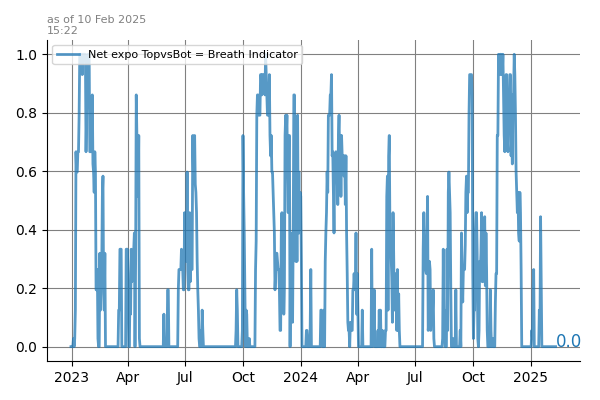 as of 10 Feb 2025
15:22
Net expo TopvsBot = Breath Indicator
1.0
0.8
0.6
0.4
0.2
0.0
0.0
2023 Apr Jul Oct 2024 Apr Jul Oct 2025